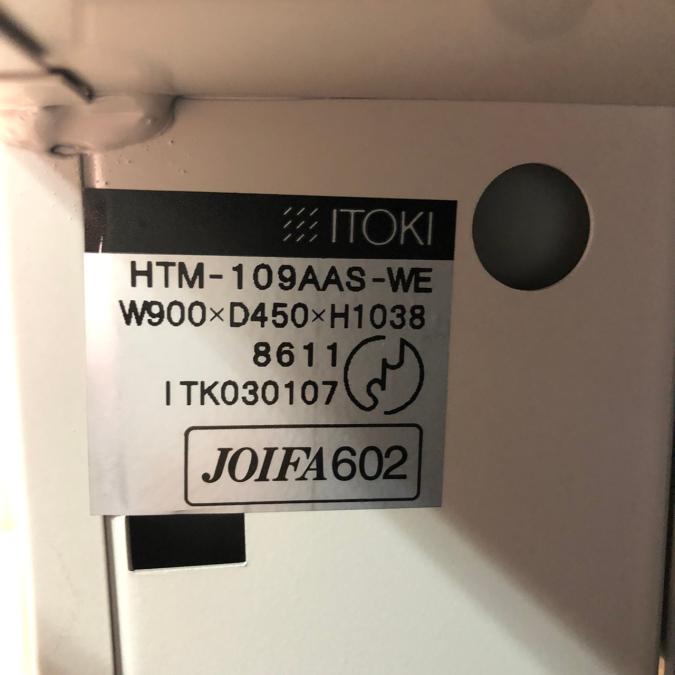 ITOKI
HTM-109AAS-WE
W900×D450×H1038
8611
ITK030107
JOIFA602